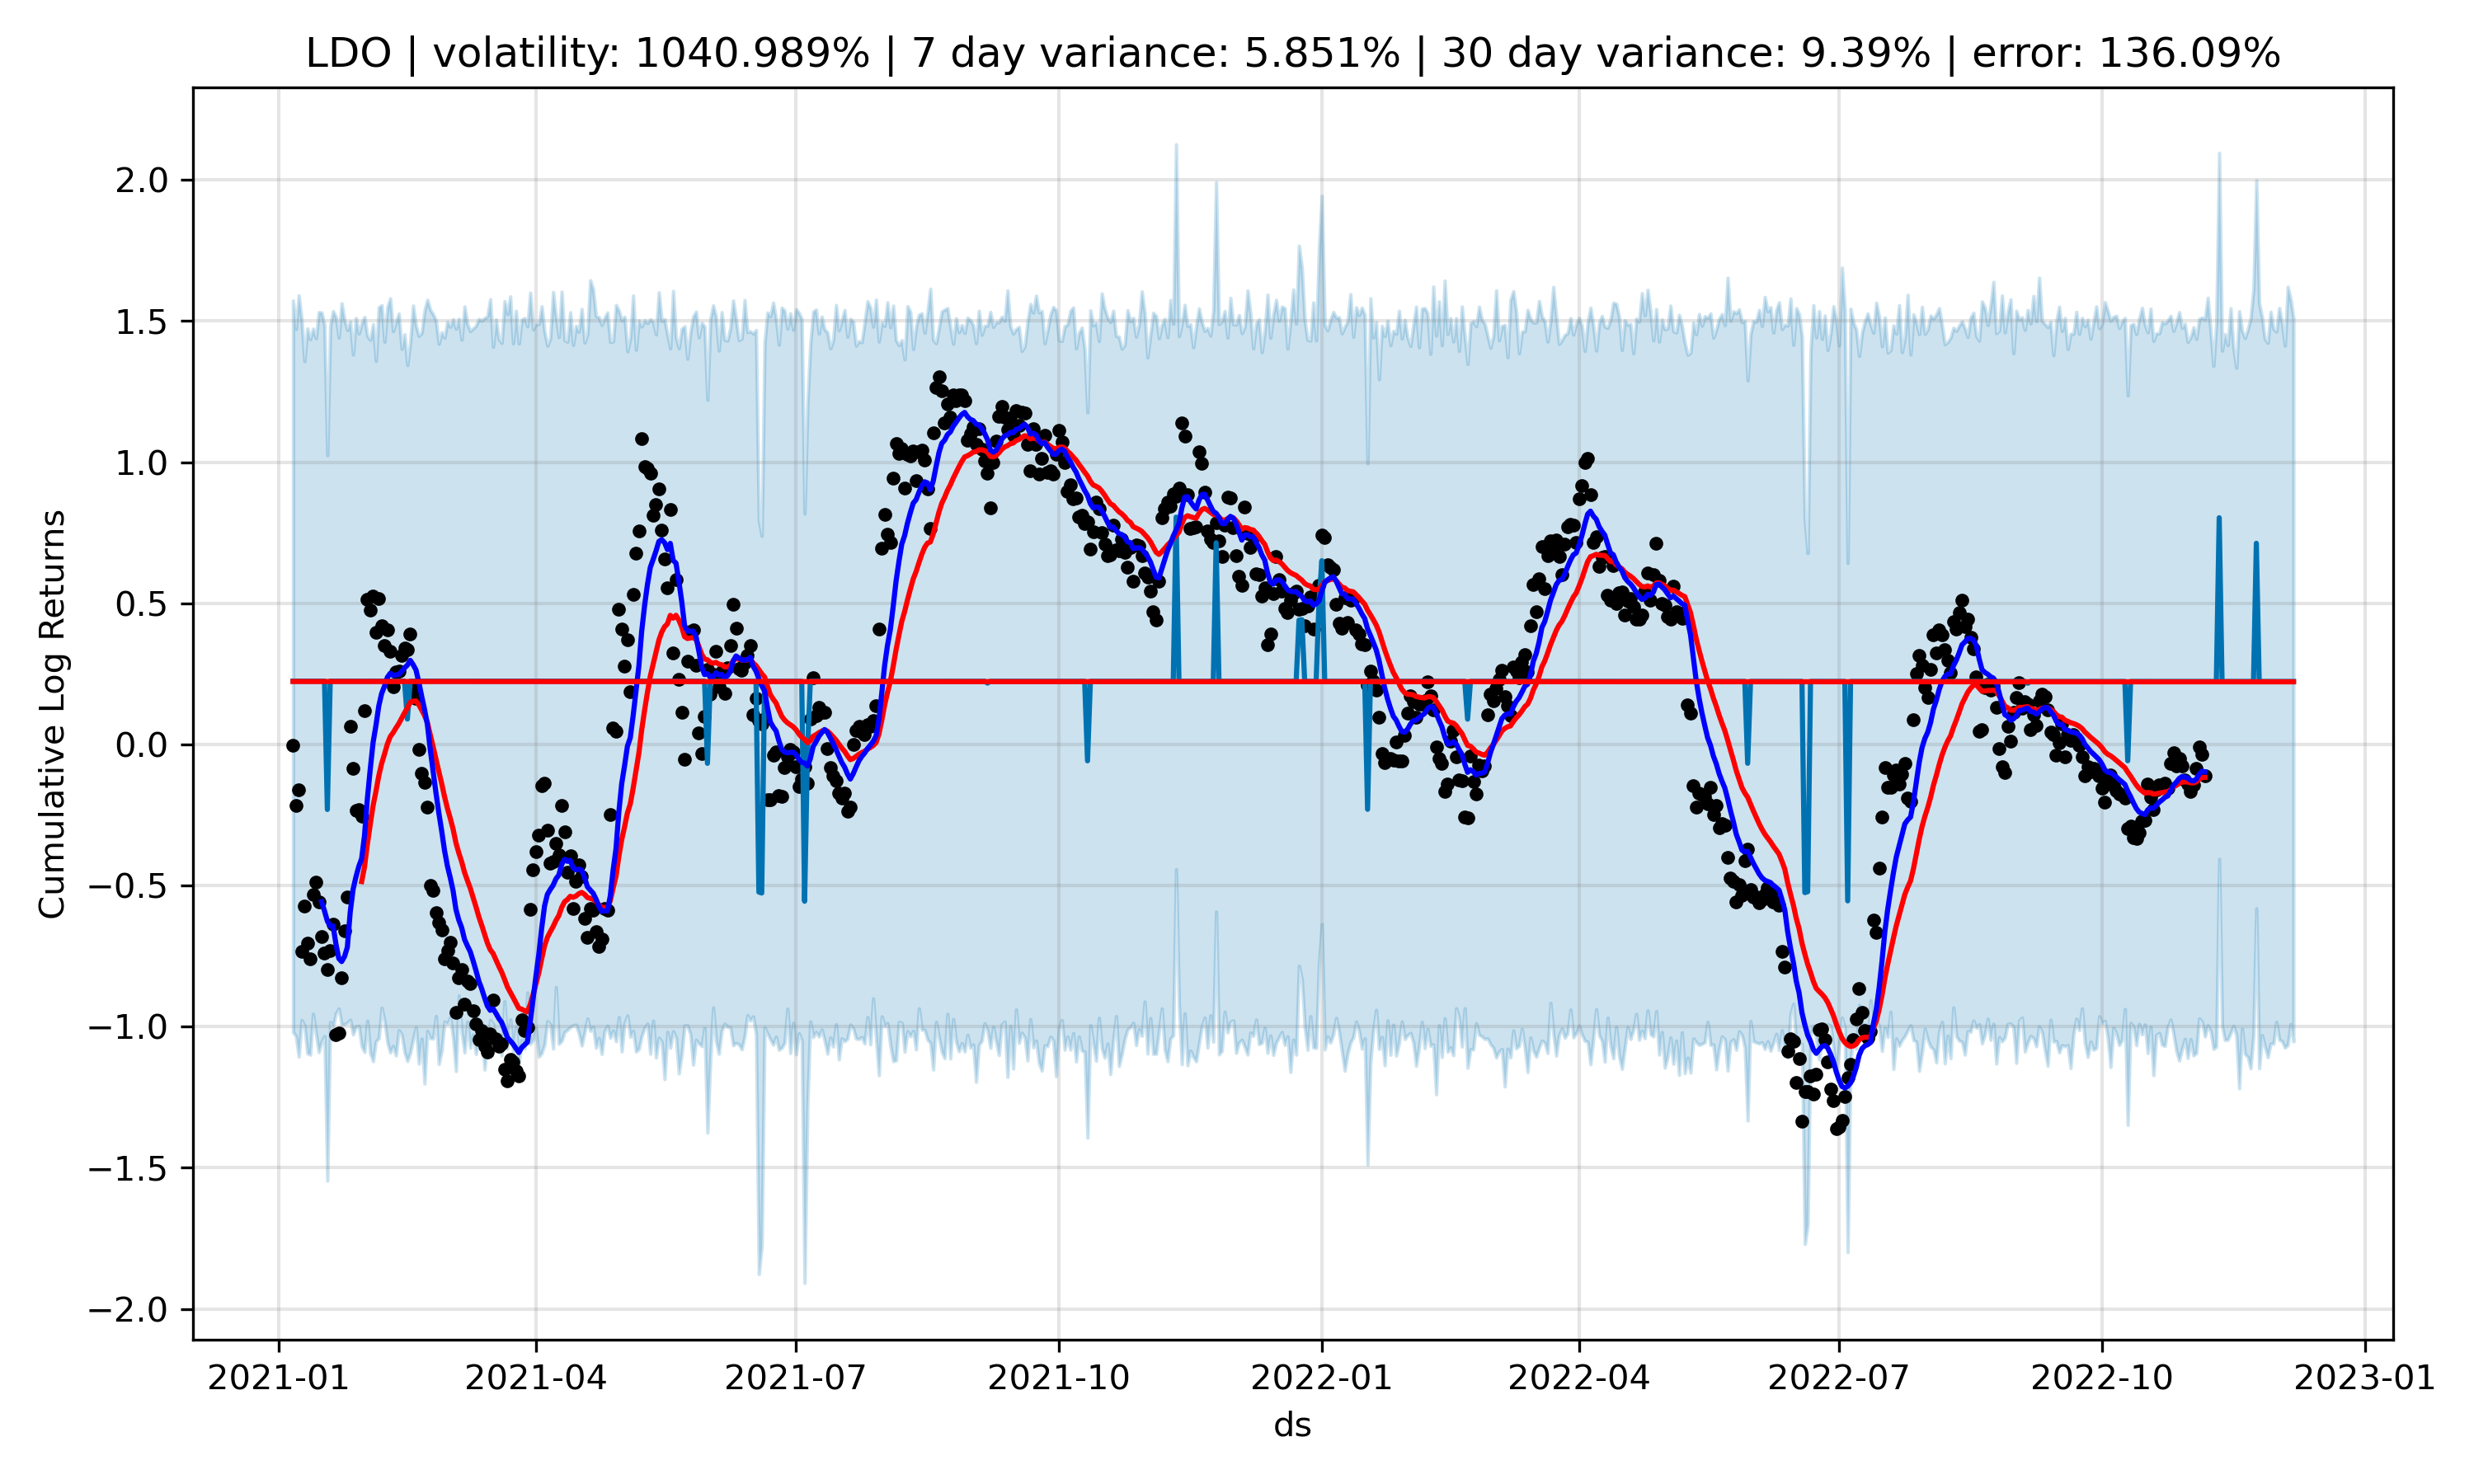 LDO | volatility: 1040.989% | 7 day variance: 5.851% | 30 day variance: 9.39% | error: 136.09%
Cumulative Log Returns
2.0
1.5
1.0
0.5
0.0
−0.5
−1.0
−1.5
−2.0
2021-01 2021-04 2021-07 2021-10 2022-01 2022-04 2022-07 2022-10 2023-01
ds